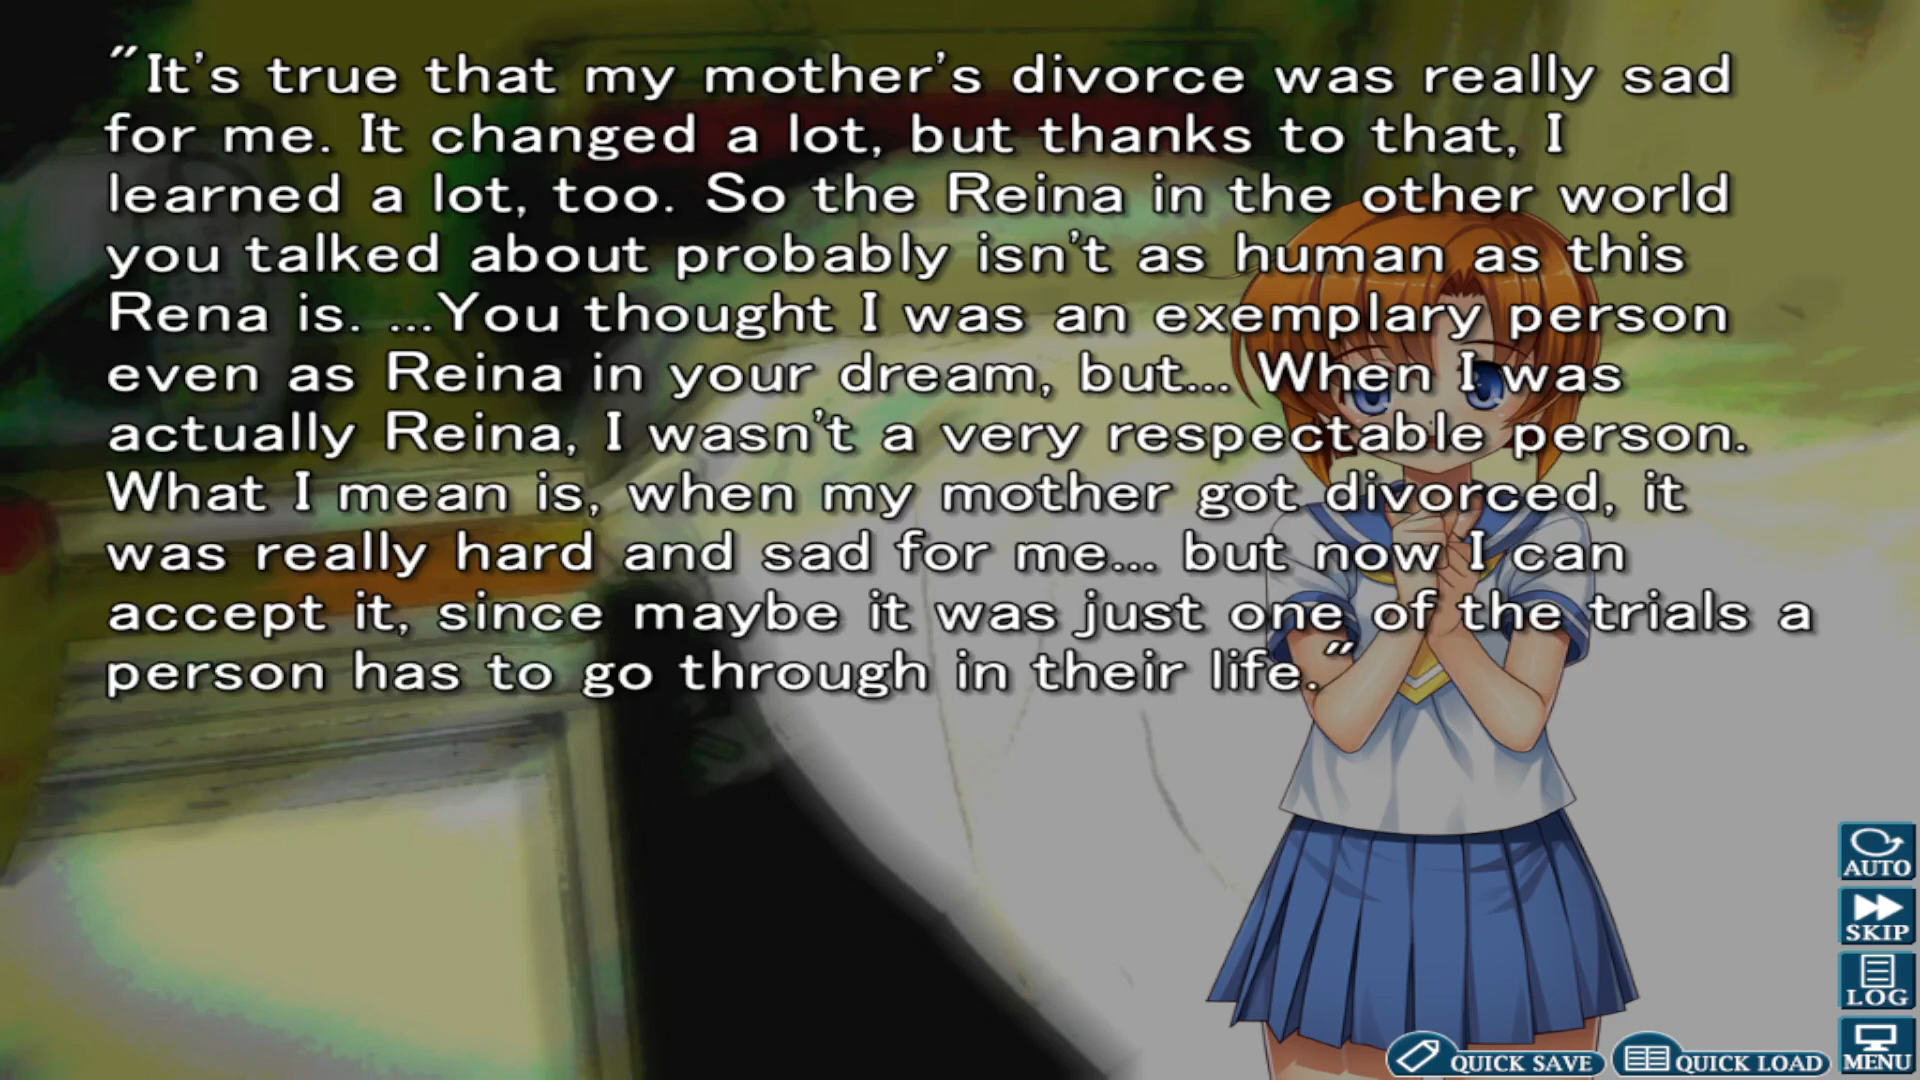 "It's true that my mother's divorce was really sad
for me. It changed a lot, but thanks to that, I
learned a lot, too. So the Reina in the other world
you talked about probably isn't as human as this
Rena is. ...You thought I was an exemplary person
even as Reina in your dream, but... When I was
actually Reina, I wasn't a very respectable person.
What I mean is, when my mother got divorced, it
was really hard and sad for me... but now I can
accept it, since maybe it was just one of the trials a
person has to go through in their life."
AUTO
SKIP
LOG
MENU
QUICK SAVE
QUICK LOAD